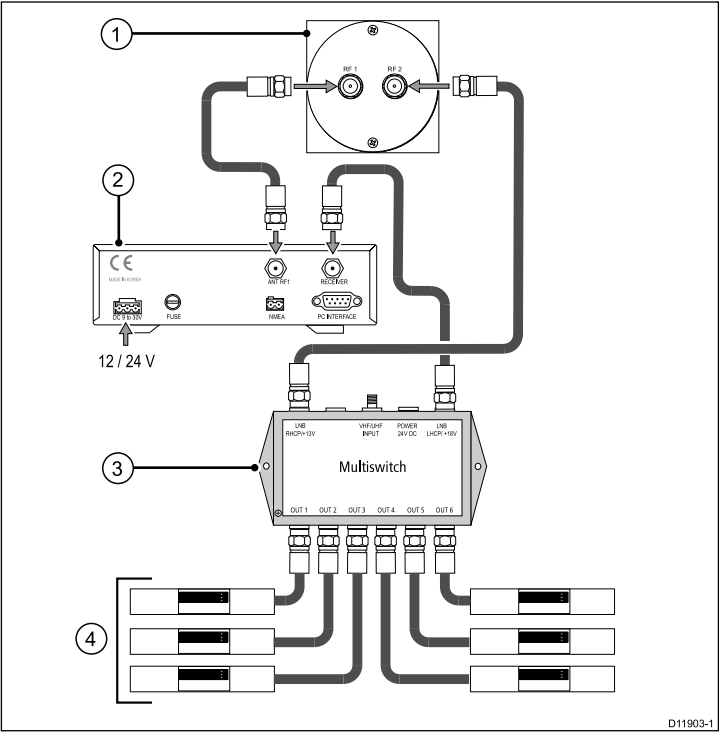 1
RF 1 RF 2
2
CE
MADE IN KOREA
ANT RF1 RECEIVER
DC 9 to 30V FUSE NMEA PC INTERFACE
12 / 24 V
LNB RHCP/+13V
VHF/UHF INPUT
POWER 24V DC
LNB LHCP/ +18V
3
Multiswitch
OUT 1 OUT 2 OUT 3 OUT 4 OUT 5 OUT 6
4
D11903-1